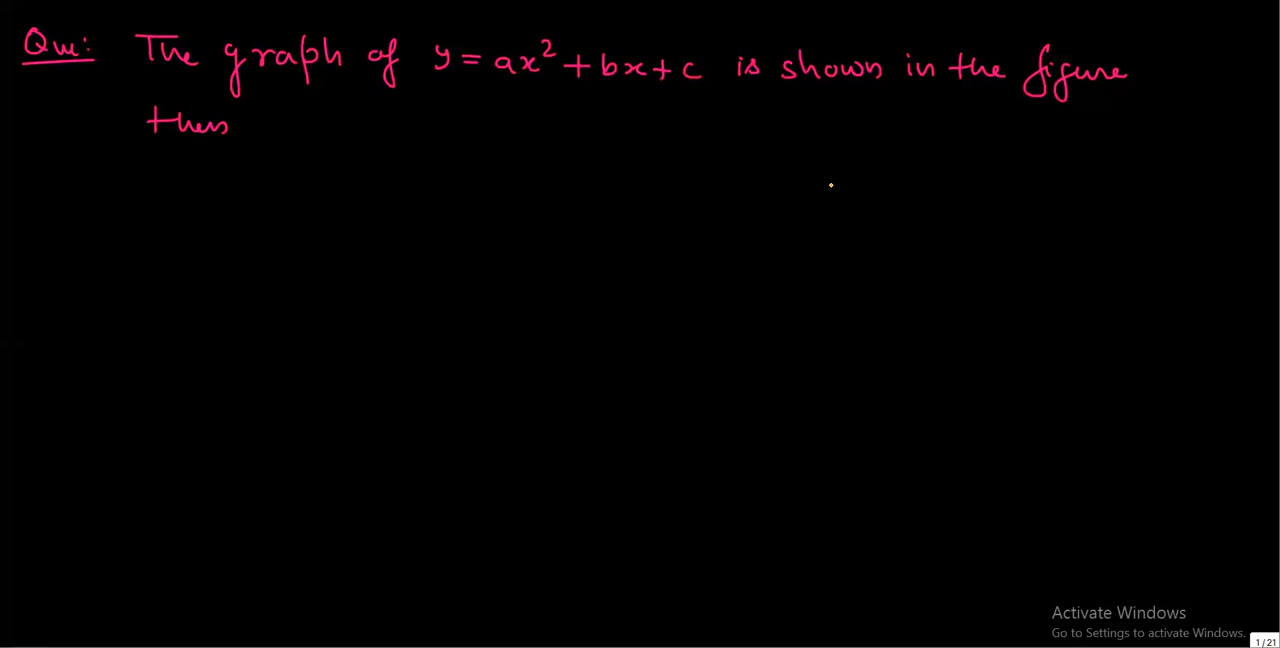 Que: The graph of y = ax² + bx + c is shown in the figure
then
Activate Windows
Go to Settings to activate Windows.
1 / 21